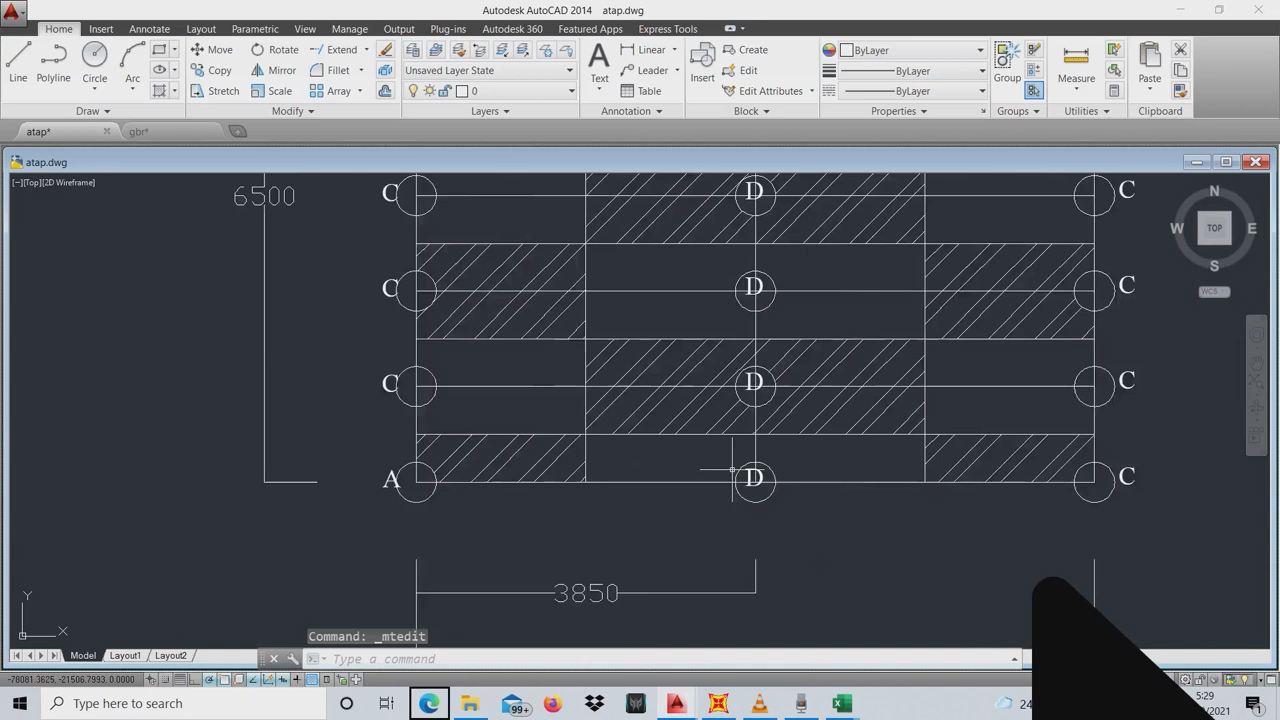 Autodesk AutoCAD 2014 atap.dwg
Home Insert Annotate Layout Parametric View Manage Output Plug-ins Autodesk 360 Featured Apps Express Tools
Line Polyline Circle Arc
Move Rotate Extend
Copy Mirror Fillet
Stretch Scale Array
Unsaved Layer State
0
Text Linear
Leader
Table
Insert Create
Edit
Edit Attributes
ByLayer
ByLayer
ByLayer
Group Measure Paste
Draw Modify Layers Annotation Block Properties Groups Utilities Clipboard
atap* gbr*
atap.dwg
[−][Top][2D Wireframe]
6500
C D C
C D C
C D C
A D C
3850
N
W TOP E
S
WCS
Y
X
Command: _mtedit
Type a command
Model Layout1 Layout2
-78081.3625, -21506.7993, 0.0000
Type here to search
99+
24
5:29
2021
1